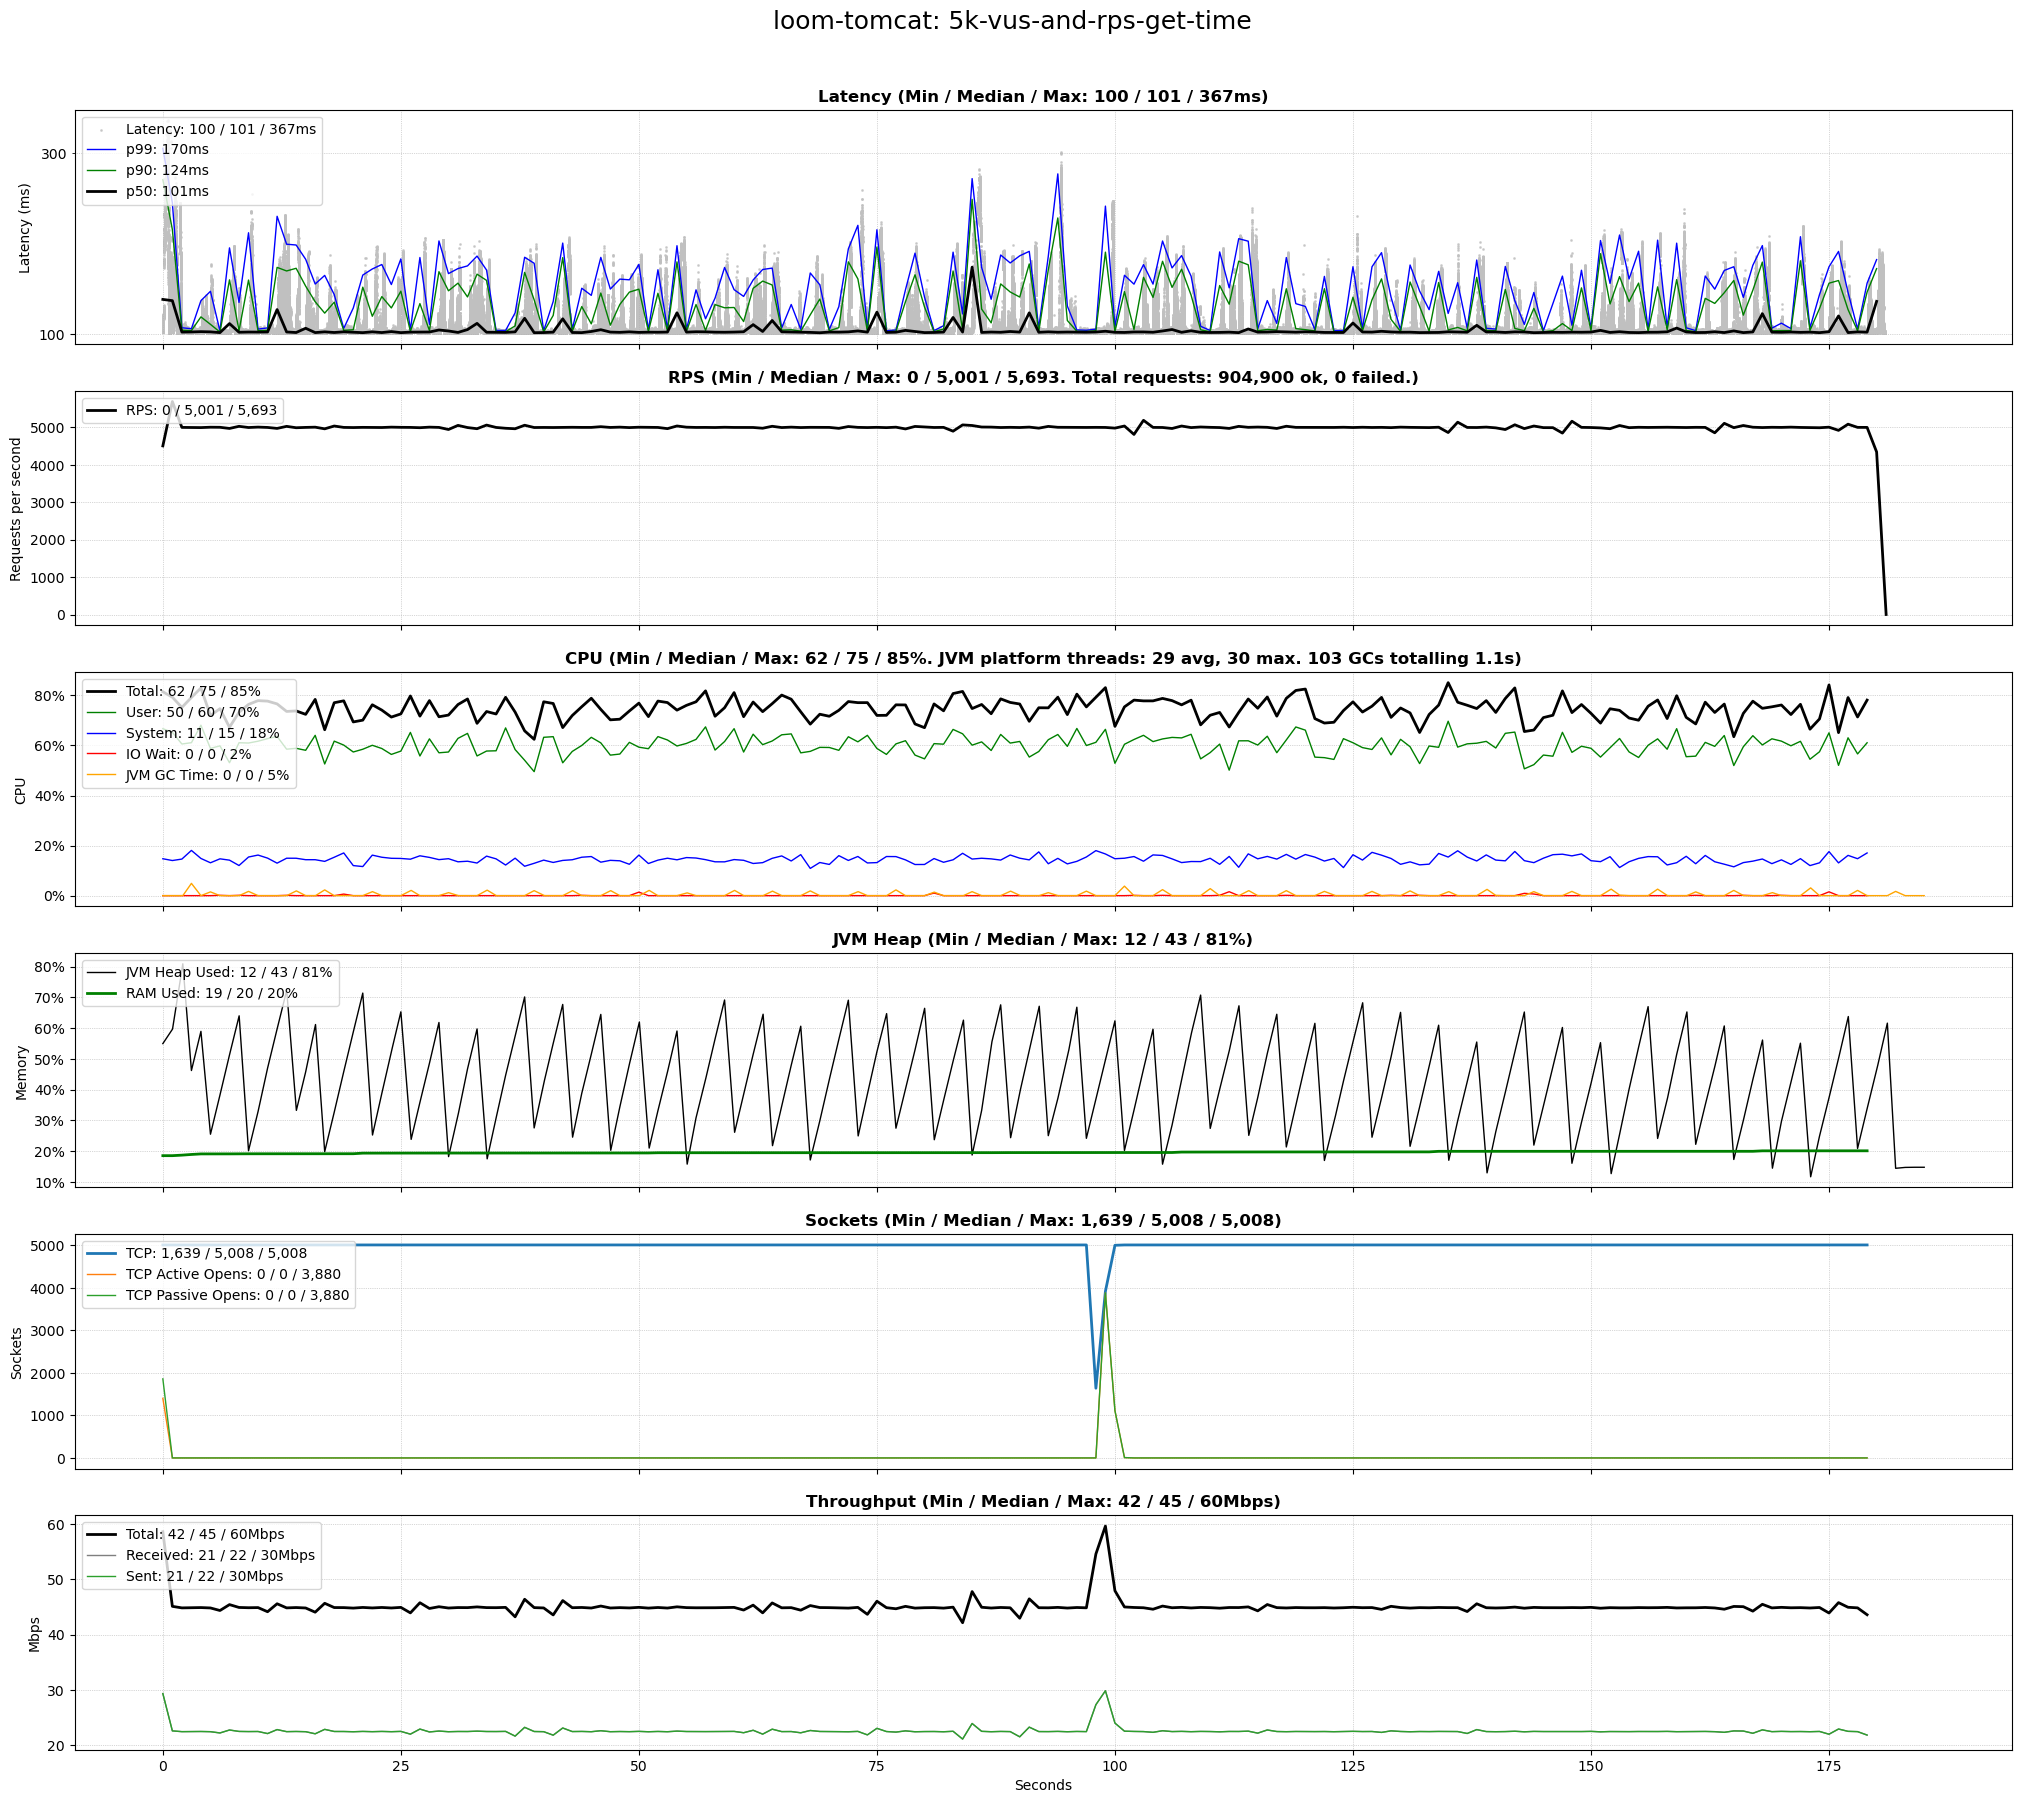 loom-tomcat: 5k-vus-and-rps-get-time
Latency (Min / Median / Max: 100 / 101 / 367ms)
Latency: 100 / 101 / 367ms
p99: 170ms
p90: 124ms
p50: 101ms
300
100
Latency (ms)
RPS (Min / Median / Max: 0 / 5,001 / 5,693. Total requests: 904,900 ok, 0 failed.)
RPS: 0 / 5,001 / 5,693
5000
4000
3000
2000
1000
0
Requests per second
CPU (Min / Median / Max: 62 / 75 / 85%. JVM platform threads: 29 avg, 30 max. 103 GCs totalling 1.1s)
Total: 62 / 75 / 85%
User: 50 / 60 / 70%
System: 11 / 15 / 18%
IO Wait: 0 / 0 / 2%
JVM GC Time: 0 / 0 / 5%
80%
60%
40%
20%
0%
CPU
JVM Heap (Min / Median / Max: 12 / 43 / 81%)
JVM Heap Used: 12 / 43 / 81%
RAM Used: 19 / 20 / 20%
80%
70%
60%
50%
40%
30%
20%
10%
Memory
Sockets (Min / Median / Max: 1,639 / 5,008 / 5,008)
TCP: 1,639 / 5,008 / 5,008
TCP Active Opens: 0 / 0 / 3,880
TCP Passive Opens: 0 / 0 / 3,880
5000
4000
3000
2000
1000
0
Sockets
Throughput (Min / Median / Max: 42 / 45 / 60Mbps)
Total: 42 / 45 / 60Mbps
Received: 21 / 22 / 30Mbps
Sent: 21 / 22 / 30Mbps
60
50
40
30
20
Mbps
0 25 50 75 100 125 150 175
Seconds